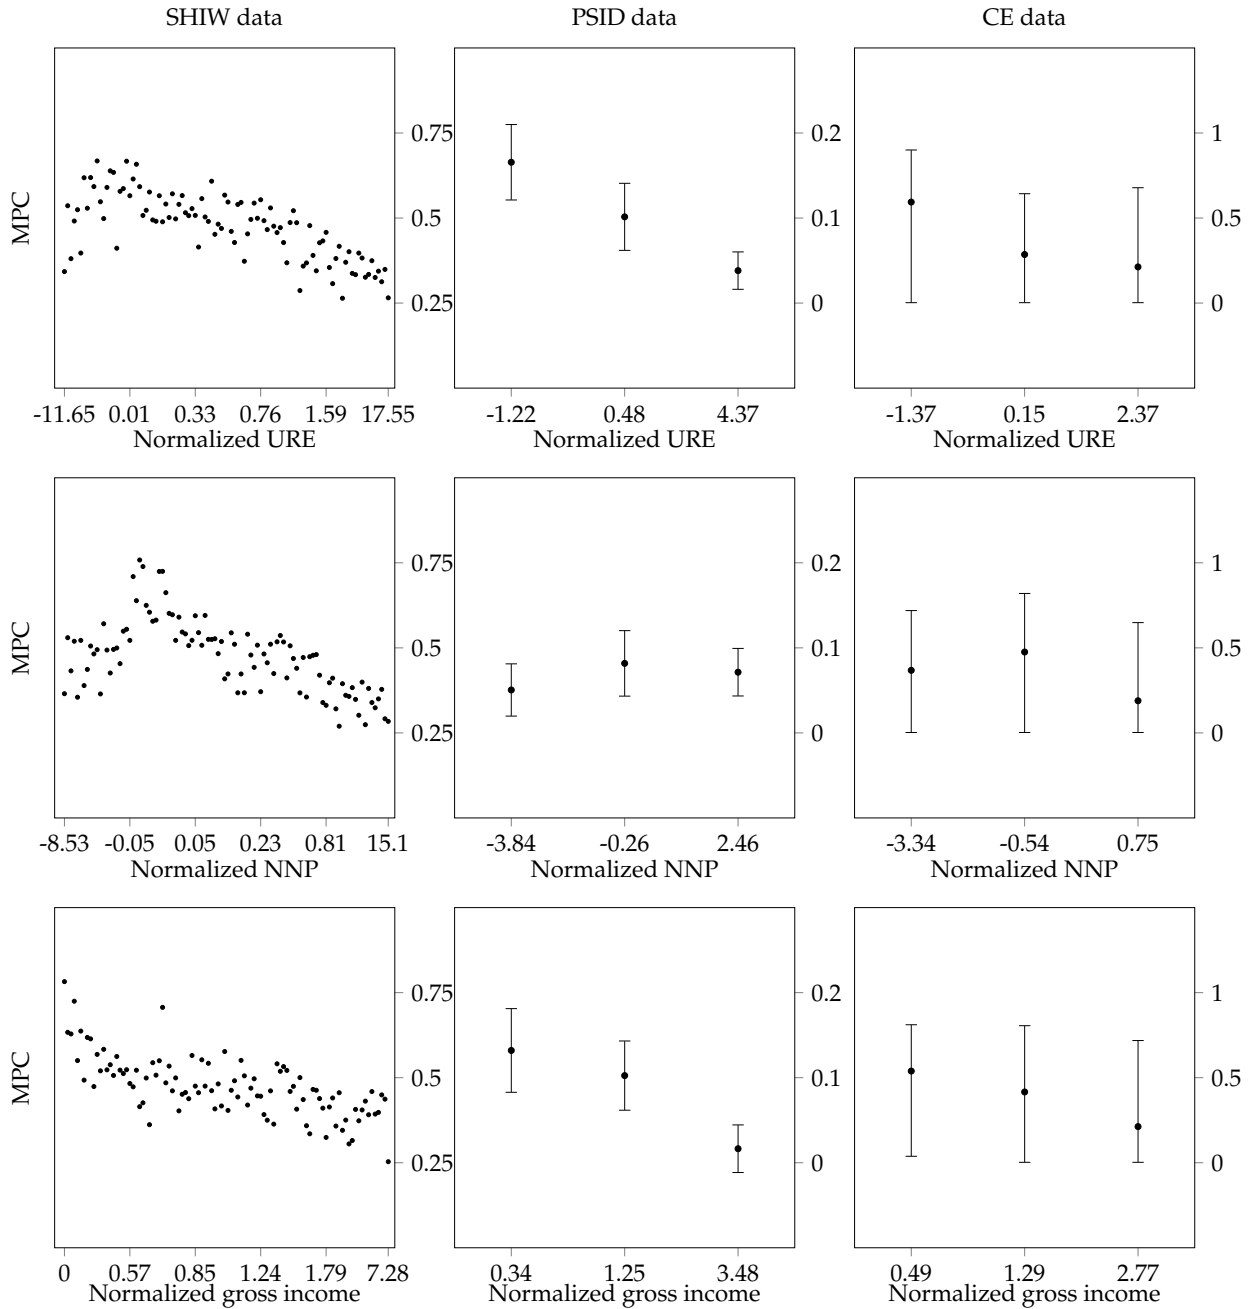 SHIW data PSID data CE data
MPC
0.75 0.2 1
0.5 0.1 0.5
0.25 0 0
-11.65 0.01 0.33 0.76 1.59 17.55 -1.22 0.48 4.37 -1.37 0.15 2.37
Normalized URE Normalized URE Normalized URE
MPC
0.75 0.2 1
0.5 0.1 0.5
0.25 0 0
-8.53 -0.05 0.05 0.23 0.81 15.1 -3.84 -0.26 2.46 -3.34 -0.54 0.75
Normalized NNP Normalized NNP Normalized NNP
MPC
0.75 0.2 1
0.5 0.1 0.5
0.25 0 0
0 0.57 0.85 1.24 1.79 7.28 0.34 1.25 3.48 0.49 1.29 2.77
Normalized gross income Normalized gross income Normalized gross income